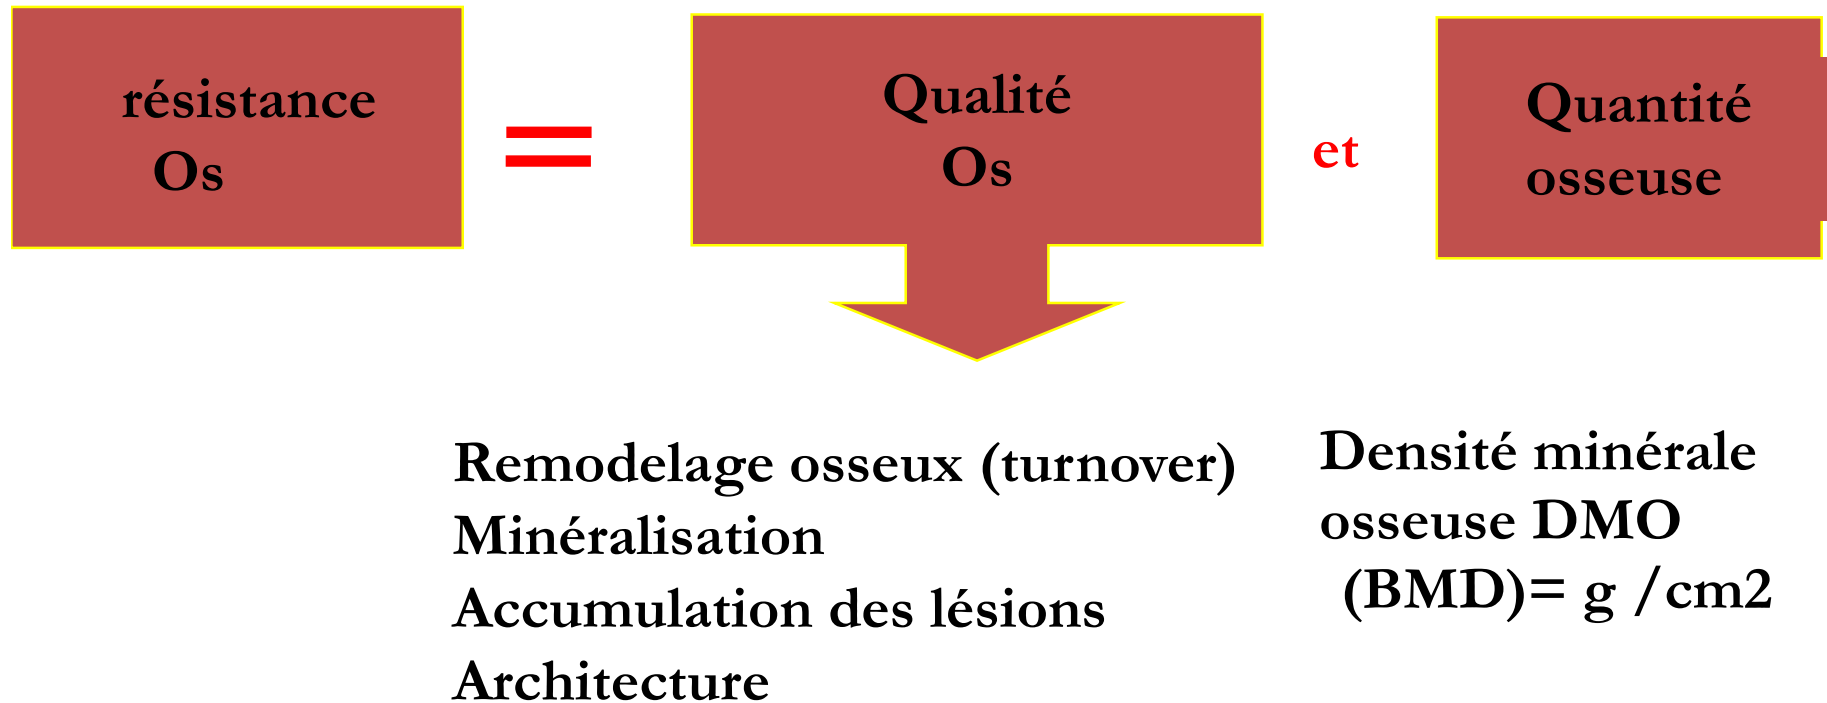 résistance
Os
=
Qualité
Os
et
Quantité
osseuse
Remodelage osseux (turnover)
Minéralisation
Accumulation des lésions
Architecture
Densité minérale
osseuse DMO
(BMD)= g /cm2